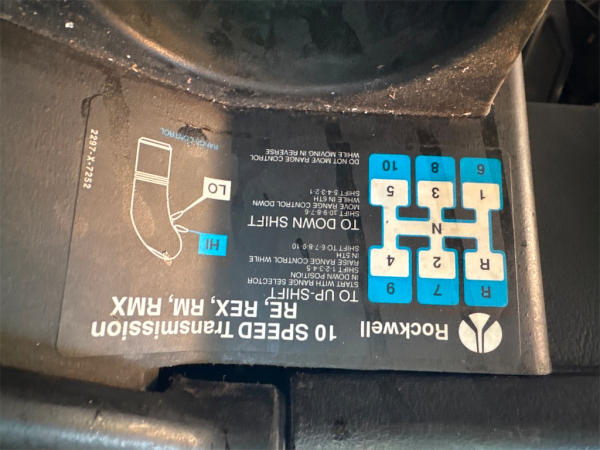 Rockwell
10 SPEED Transmission
RE, REX, RM, RMX
R 7 9
R 2 4
N
1 3 5
6 8 10
TO UP-SHIFT
START WITH RANGE SELECTOR
IN DOWN POSITION
SHIFT 1-2-3-4-5
RAISE RANGE CONTROL WHILE
IN 5TH
SHIFT TO 6-7-8-9-10
TO DOWN SHIFT
SHIFT 10-9-8-7-6
MOVE RANGE CONTROL DOWN
WHILE IN 6TH
SHIFT 5-4-3-2-1
DO NOT MOVE RANGE CONTROL
WHILE MOVING IN REVERSE
HI
LO
RANGE CONTROL
2297-X-7252